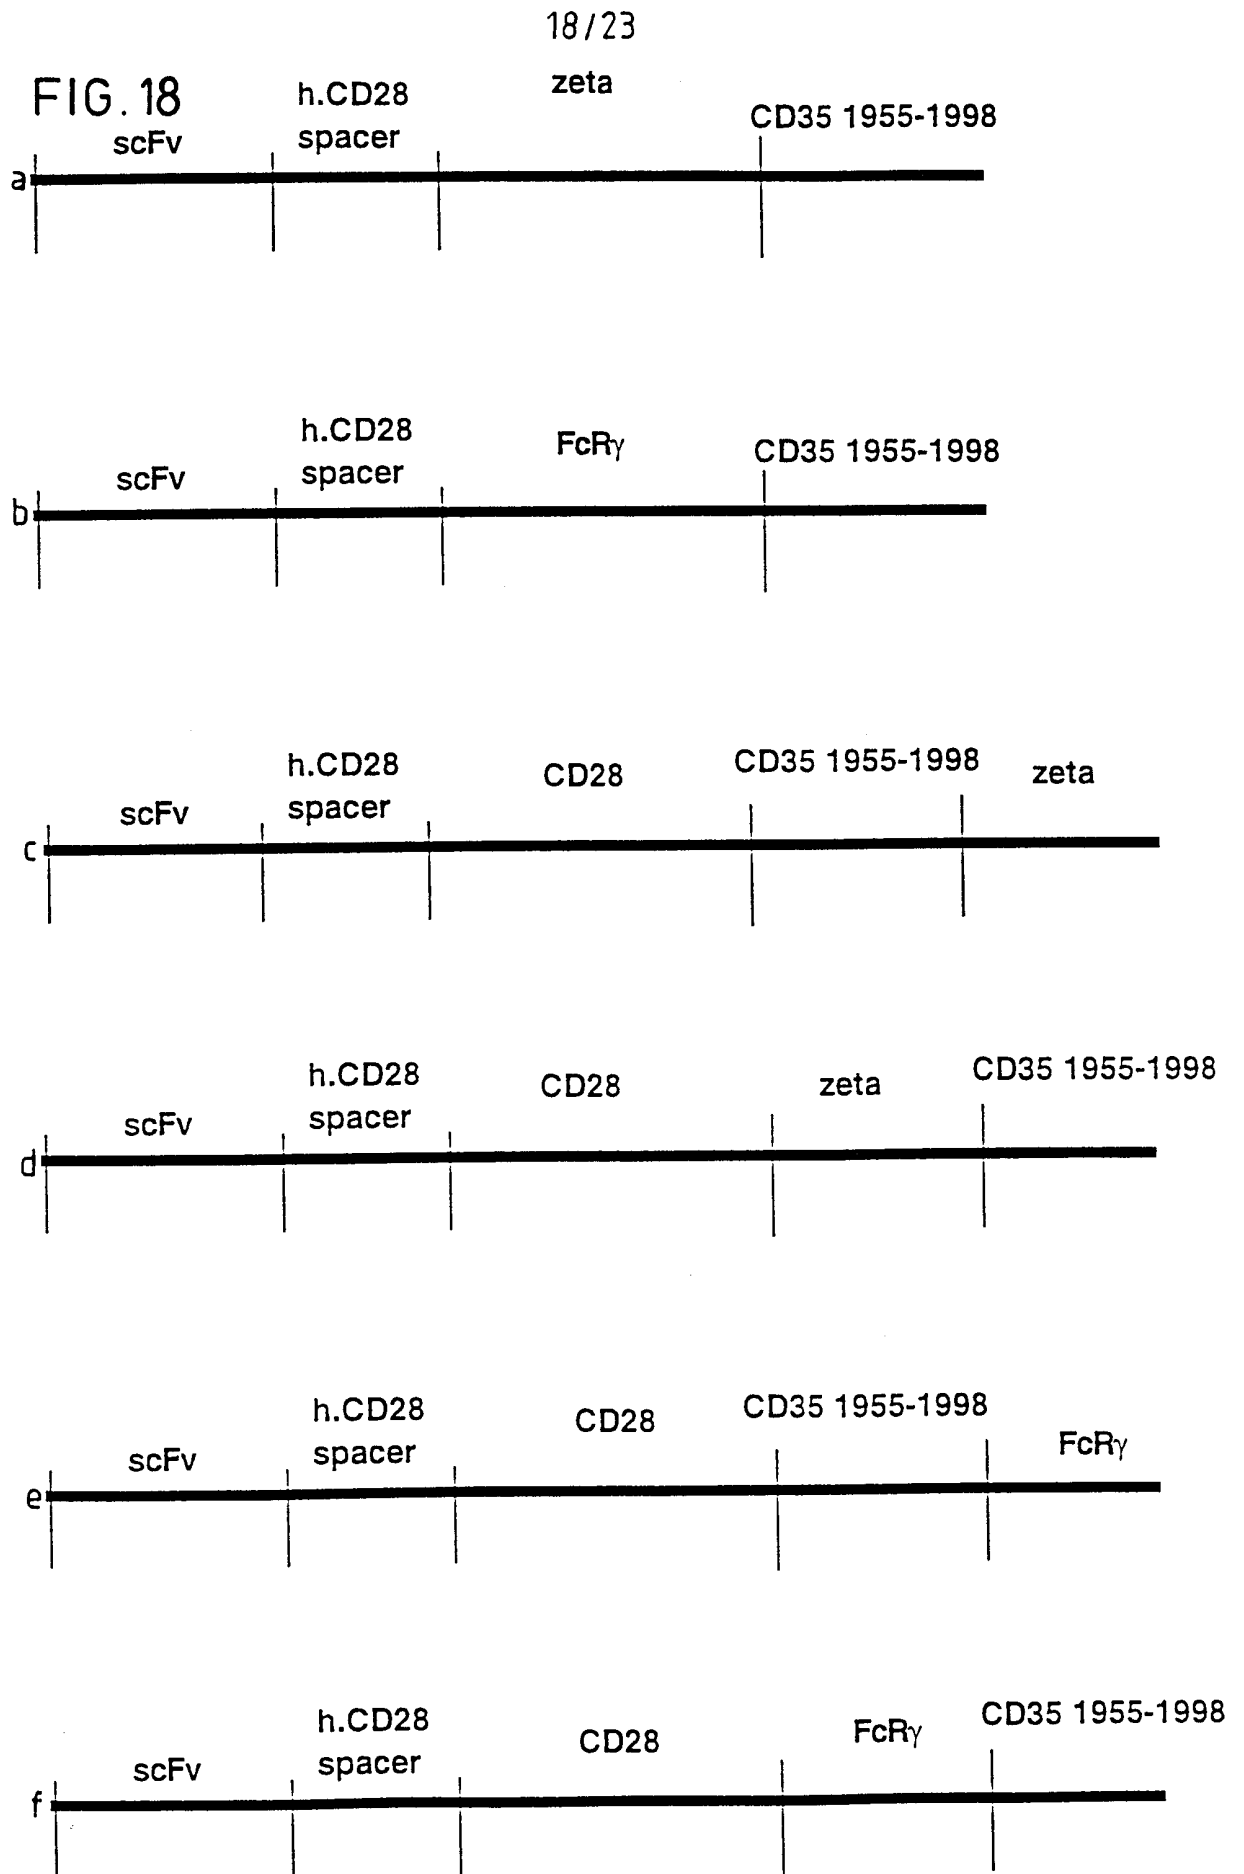 18/23
FIG. 18
scFv
h.CD28
spacer
zeta
CD35 1955-1998
a
scFv
h.CD28
spacer
FcRγ
CD35 1955-1998
b
scFv
h.CD28
spacer
CD28
CD35 1955-1998
zeta
c
scFv
h.CD28
spacer
CD28
zeta
CD35 1955-1998
d
scFv
h.CD28
spacer
CD28
CD35 1955-1998
FcRγ
e
scFv
h.CD28
spacer
CD28
FcRγ
CD35 1955-1998
f